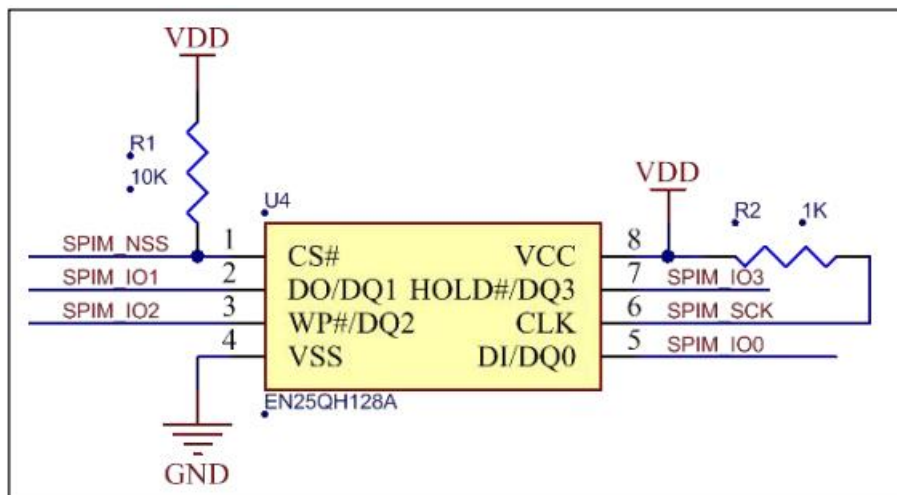 VDD
R1
10K
U4
VDD
R2 1K
SPIM_NSS 1 CS# VCC 8
SPIM_IO1 2 DO/DQ1 HOLD#/DQ3 7 SPIM_IO3
SPIM_IO2 3 WP#/DQ2 CLK 6 SPIM_SCK
4 VSS DI/DQ0 5 SPIM_IO0
EN25QH128A
GND